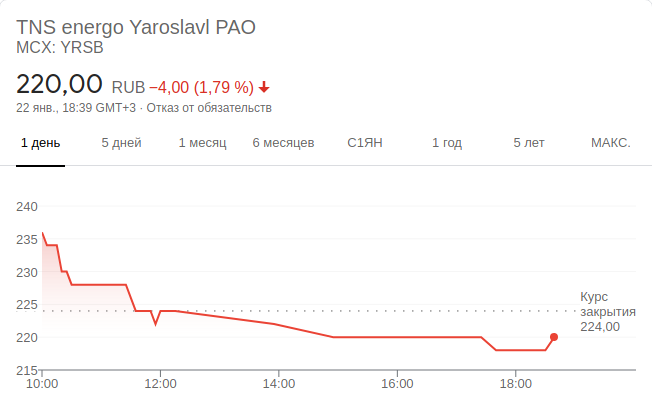 TNS energo Yaroslavl PAO
MCX: YRSB
220,00 RUB −4,00 (1,79 %)
22 янв., 18:39 GMT+3 · Отказ от обязательств
1 день 5 дней 1 месяц 6 месяцев С1ЯН 1 год 5 лет МАКС.
240
235
230
225
220
215
Курс
закрытия
224,00
10:00 12:00 14:00 16:00 18:00